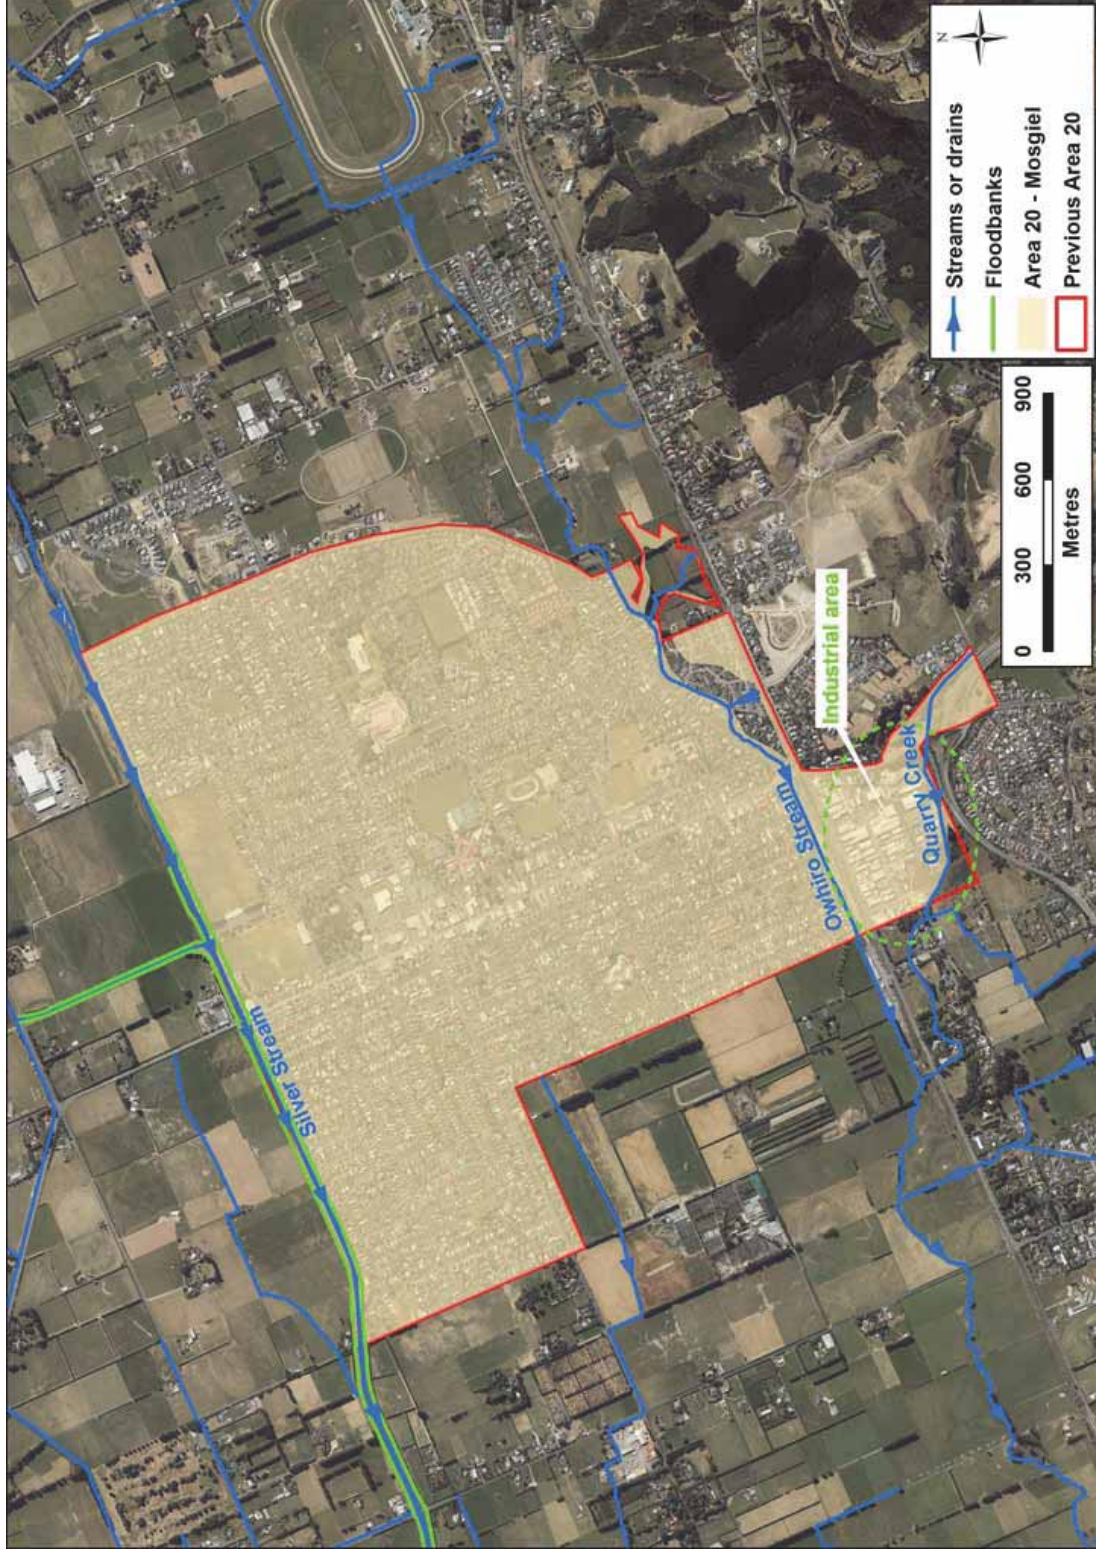 Silver Stream
Owhiro Stream
Industrial area
Quarry Creek
N
Streams or drains
Floodbanks
Area 20 - Mosgiel
Previous Area 20
0
300
600
900
Metres